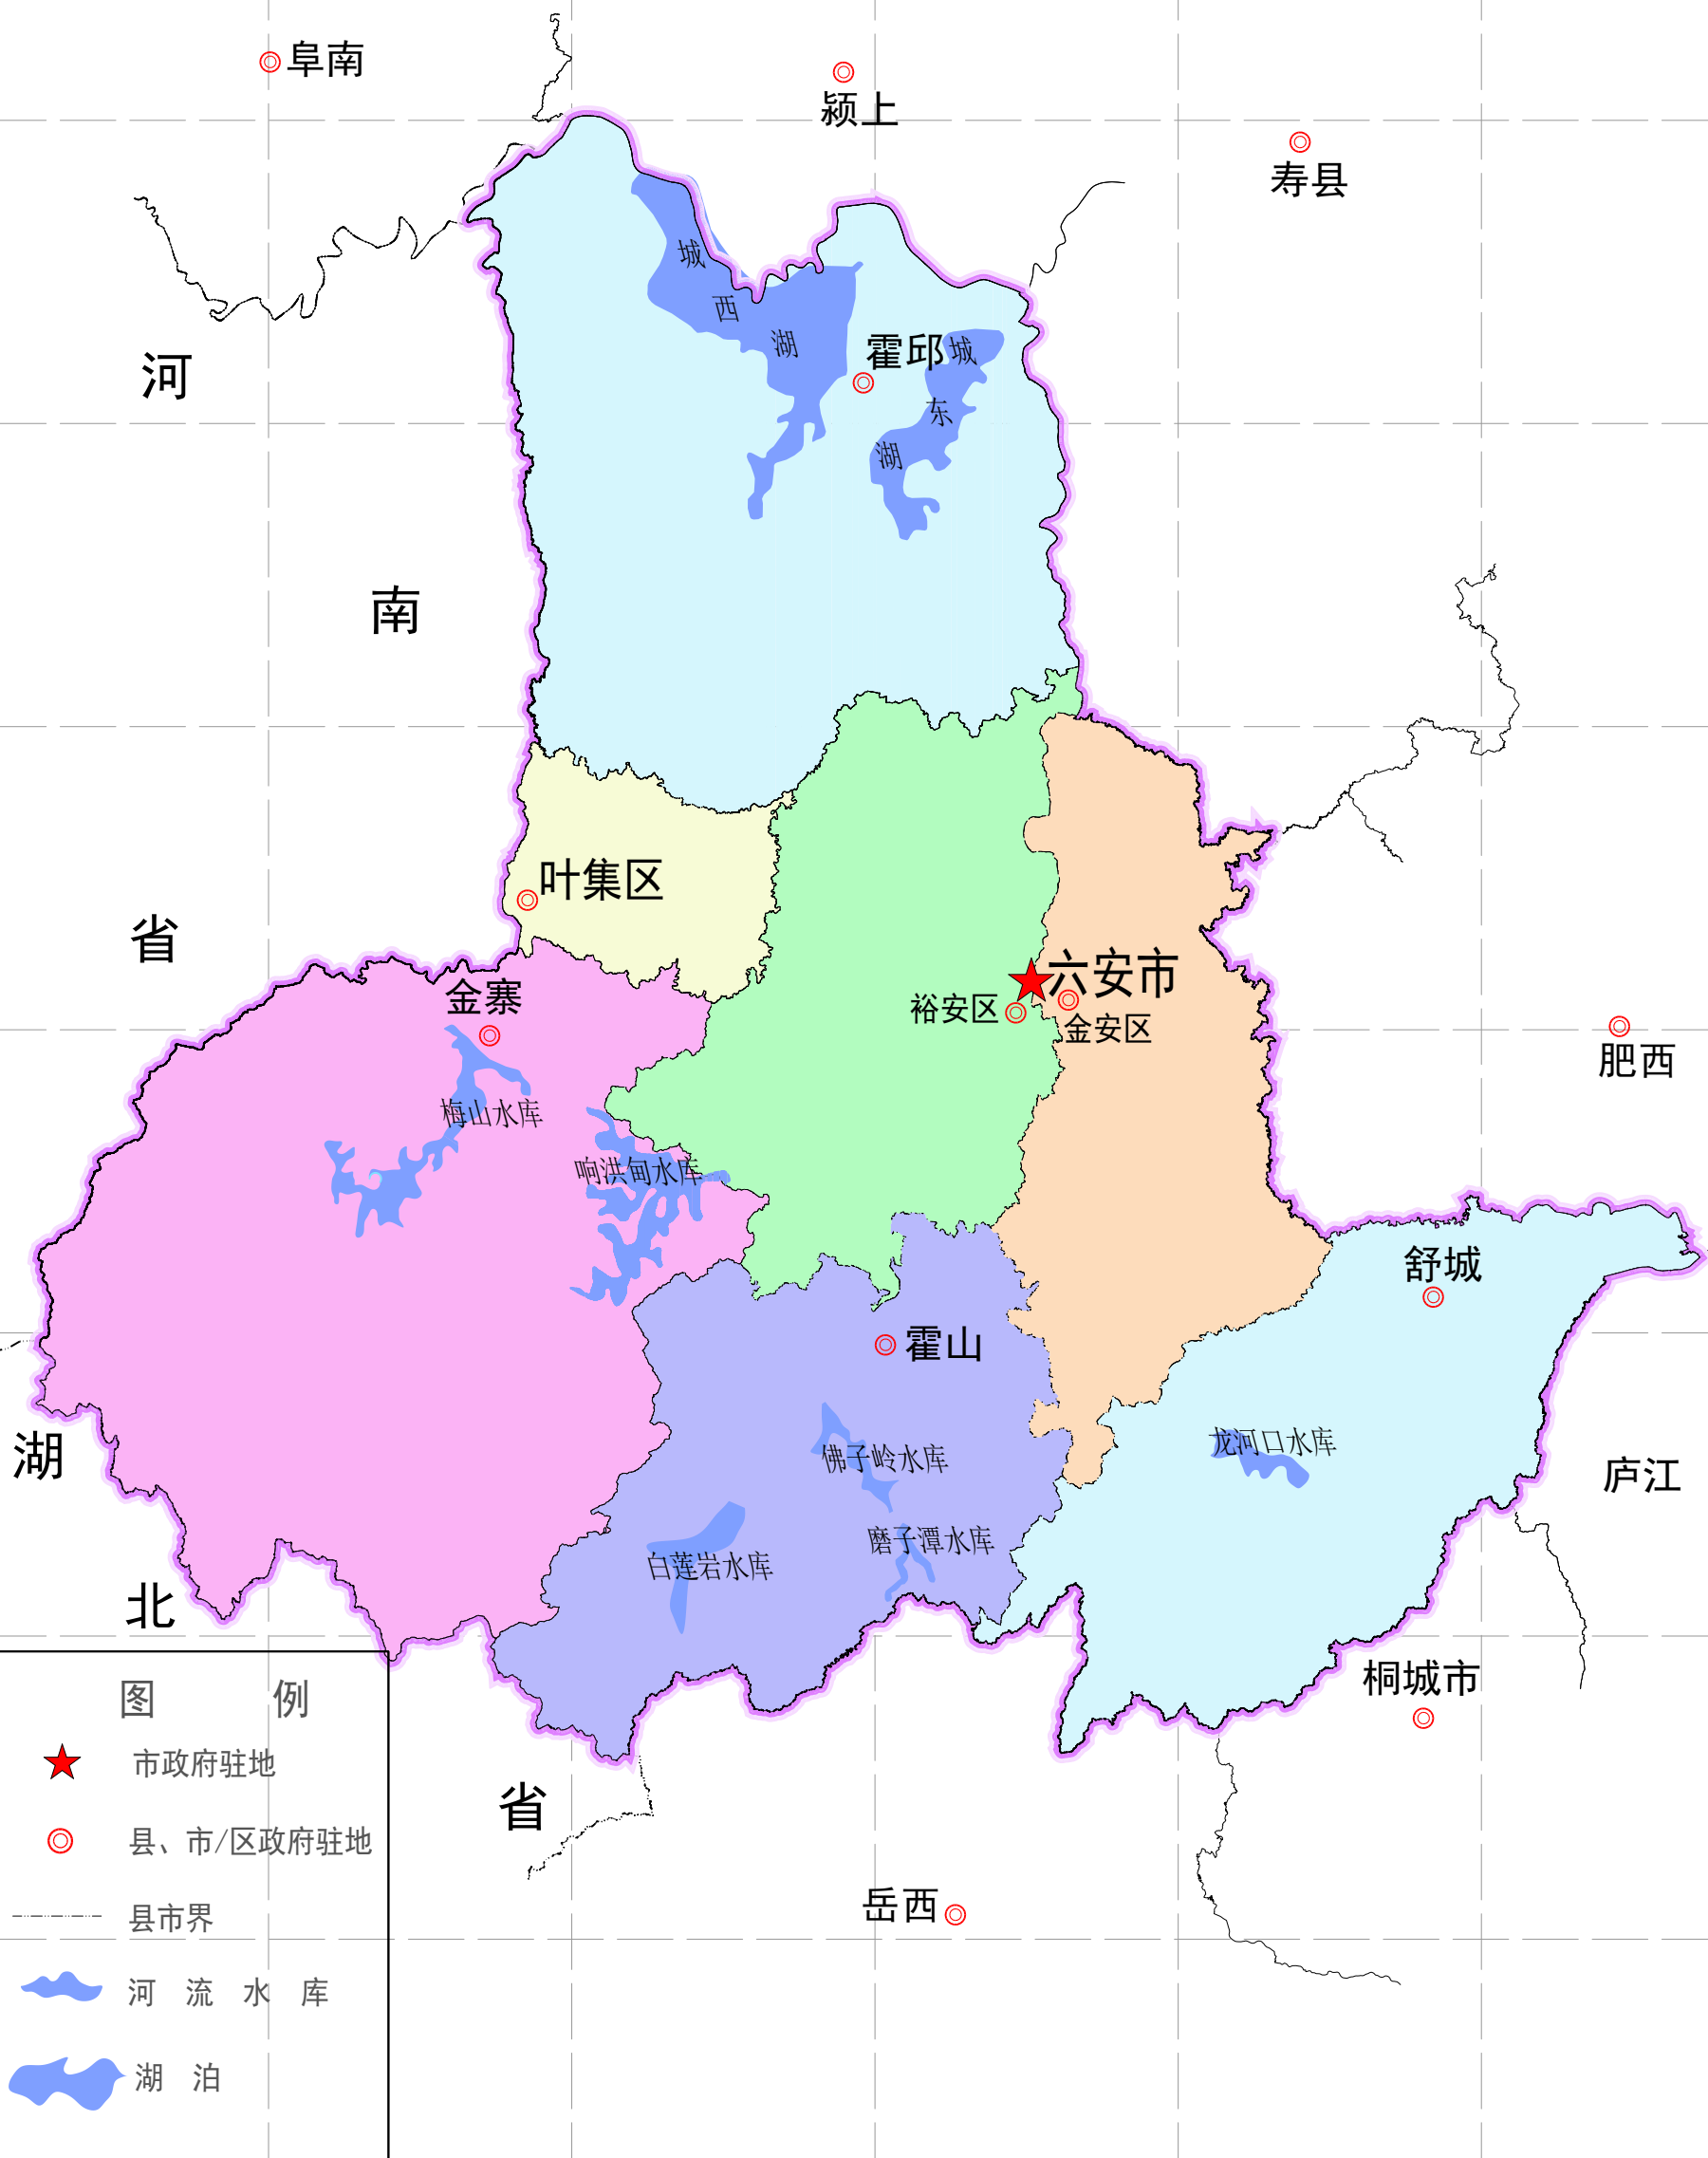 阜南
颍上
寿县
河
南
省
城
西
湖
霍邱
城
东
湖
叶集区
六安市
裕安区
金安区
金寨
肥西
梅山水库
响洪甸水库
舒城
霍山
龙河口水库
佛子岭水库
磨子潭水库
白莲岩水库
庐江
桐城市
湖
北
省
岳西
图 例
市政府驻地
县、市/区政府驻地
县市界
河 流 水 库
湖 泊